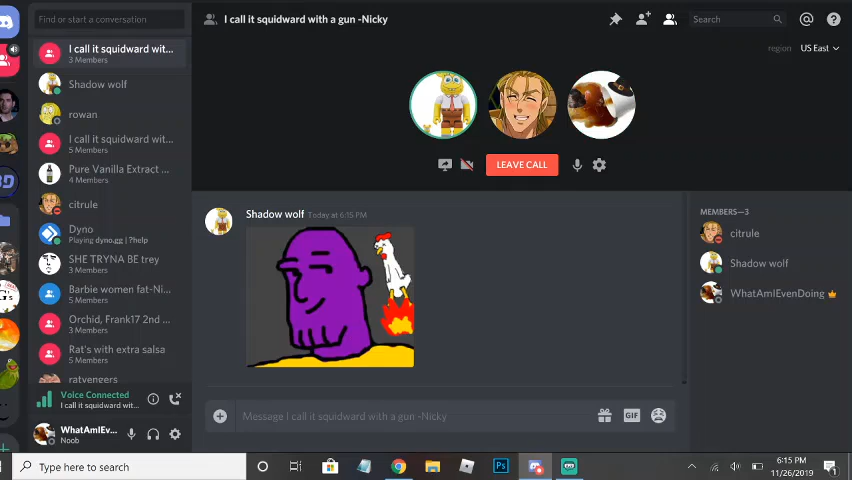 Find or start a conversation
I call it squidward wit...
3 Members
Shadow wolf
rowan
I call it squidward wit...
5 Members
Pure Vanilla Extract ...
4 Members
citrule
Dyno
Playing dyno.gg | ?help
SHE TRYNA BE trey
3 Members
Barbie women fat-Ni...
5 Members
Orchid, Frank17 2nd ...
3 Members
Rat's with extra salsa
5 Members
ratvengers
Voice Connected
I call it squidward wit...
WhatAmIEv...
Noob
I call it squidward with a gun -Nicky
Search
region US East
LEAVE CALL
Shadow wolf Today at 6:15 PM
Message I call it squidward with a gun -Nicky
GIF
MEMBERS—3
citrule
Shadow wolf
WhatAmIEvenDoing
Type here to search
Ps
6:15 PM
11/26/2019
1